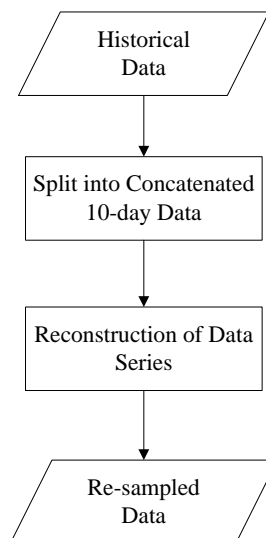 Historical
Data
Split into Concatenated
10-day Data
Reconstruction of Data
Series
Re-sampled
Data